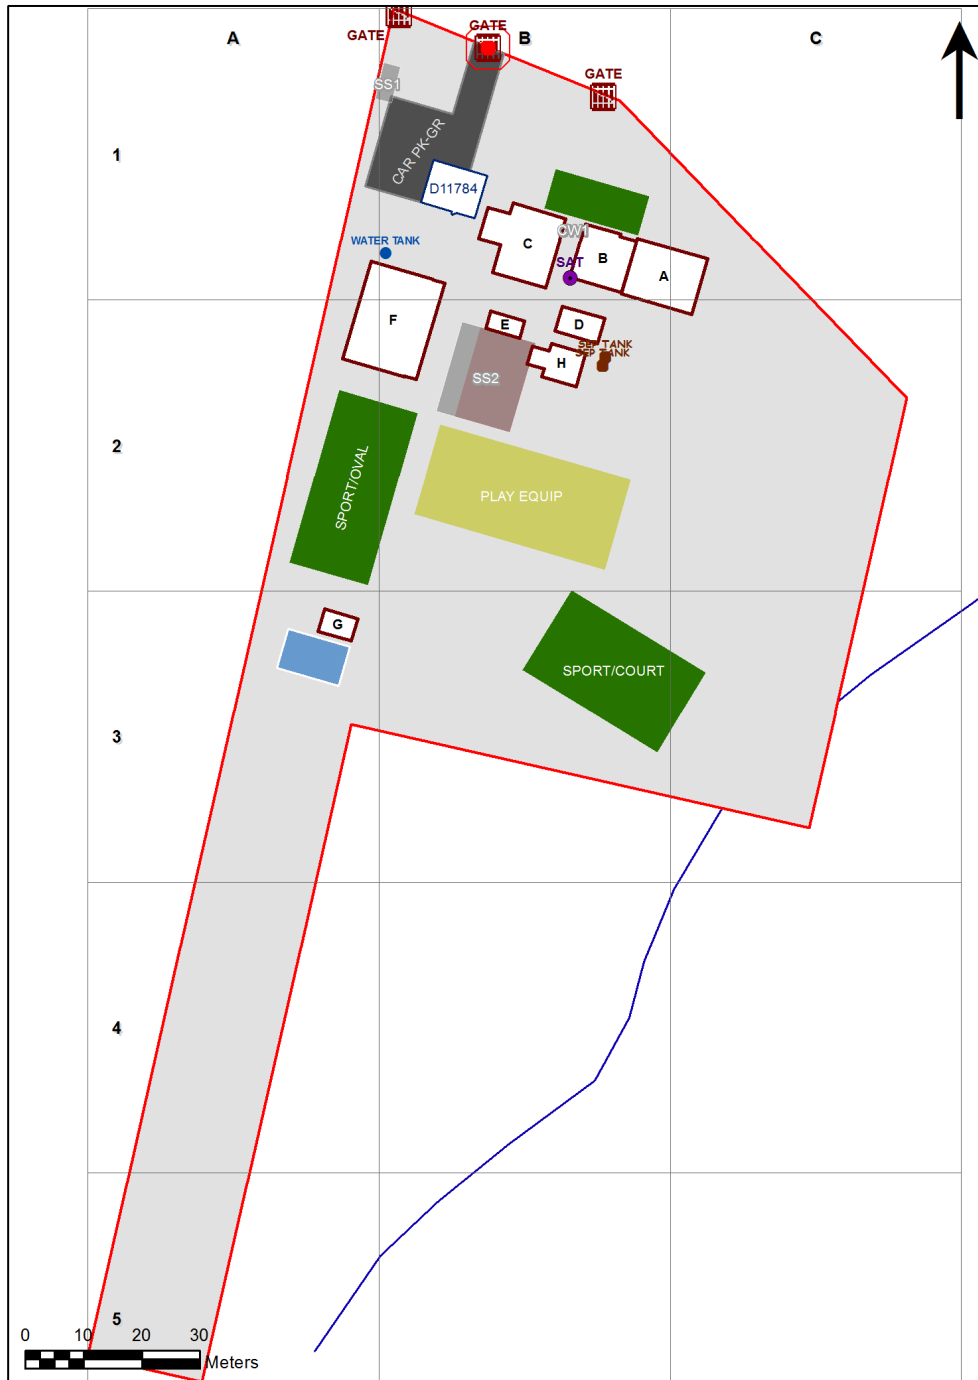 A
B
C
GATE
GATE
GATE
SS1
1
CAR PK-GR
D11784
CW1
WATER TANK
C
B
A
SAT
F
E
D
SEP TANK
SEP TANK
H
SS2
2
SPORT/OVAL
PLAY EQUIP
G
SPORT/COURT
3
4
5
0 10 20 30
Meters